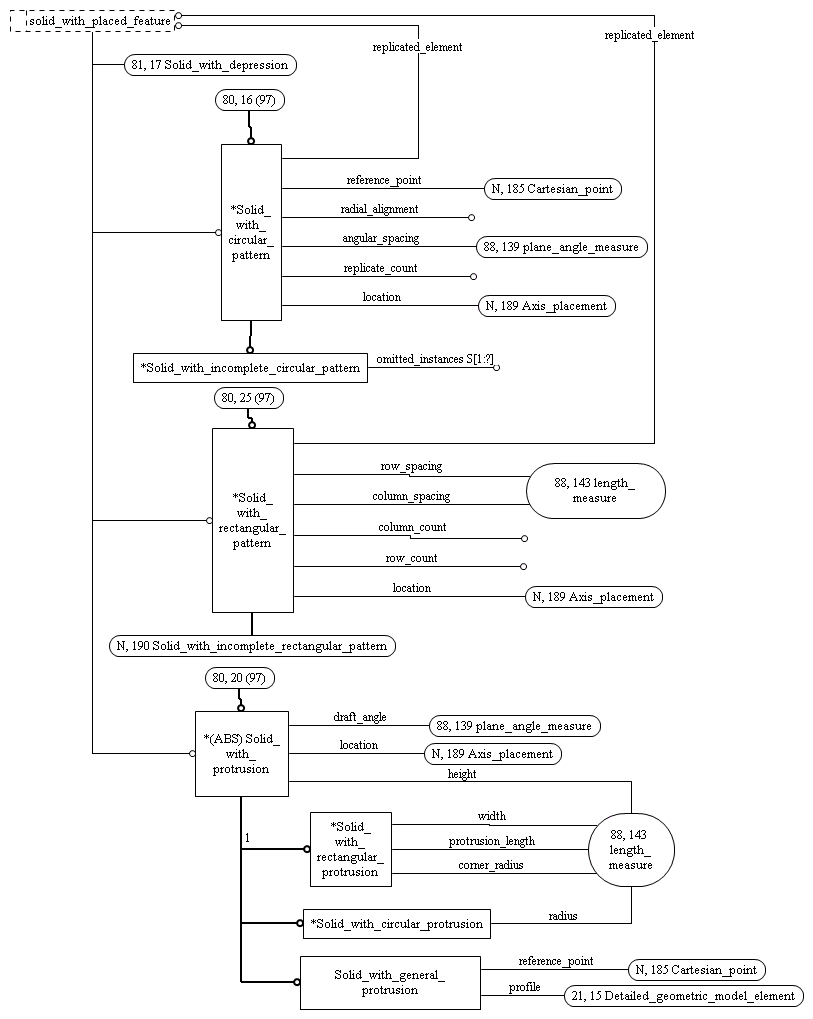 solid_with_placed_feature
replicated_element
replicated_element
81, 17 Solid_with_depression
80, 16 (97)
*Solid_
with_
circular_
pattern
reference_point
N, 185 Cartesian_point
radial_alignment
angular_spacing
88, 139 plane_angle_measure
replicate_count
location
N, 189 Axis_placement
*Solid_with_incomplete_circular_pattern
omitted_instances S[1:?]
80, 25 (97)
*Solid_
with_
rectangular_
pattern
row_spacing
column_spacing
88, 143 length_
measure
column_count
row_count
location
N, 189 Axis_placement
N, 190 Solid_with_incomplete_rectangular_pattern
80, 20 (97)
*(ABS) Solid_
with_
protrusion
draft_angle
88, 139 plane_angle_measure
location
N, 189 Axis_placement
height
1
*Solid_
with_
rectangular_
protrusion
width
protrusion_length
corner_radius
88, 143
length_
measure
*Solid_with_circular_protrusion
radius
Solid_with_general_
protrusion
reference_point
N, 185 Cartesian_point
profile
21, 15 Detailed_geometric_model_element